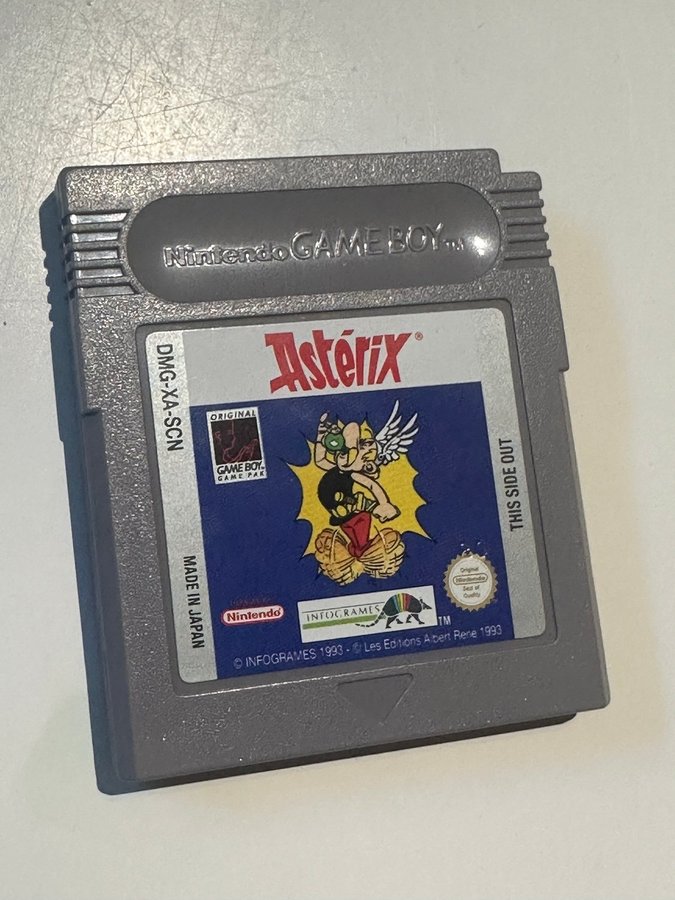 Nintendo GAME BOY TM
Astérix®
DMG-XA-SCN
MADE IN JAPAN
ORIGINAL
GAME BOY
GAME PAK
THIS SIDE OUT
Original
Nintendo
Seal of
Quality
Nintendo
INFOGRAMES
TM
© INFOGRAMES 1993 - © Les Editions Albert René 1993